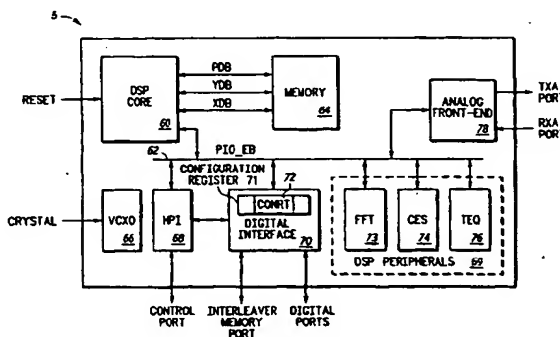 5
PDB
YDB
XDB
DSP
CORE
60
MEMORY
64
RESET
ANALOG
FRONT-END
78
TXA
PORT
RXA
PORT
62
PIO_EB
CONFIGURATION
REGISTER 71
72
CONRT
DIGITAL
INTERFACE
70
CRYSTAL
VCXO
66
HPI
68
FFT
73
CES
74
TEQ
76
DSP PERIPHERALS 69
CONTROL
PORT
INTERLEAVER
MEMORY
PORT
DIGITAL
PORTS